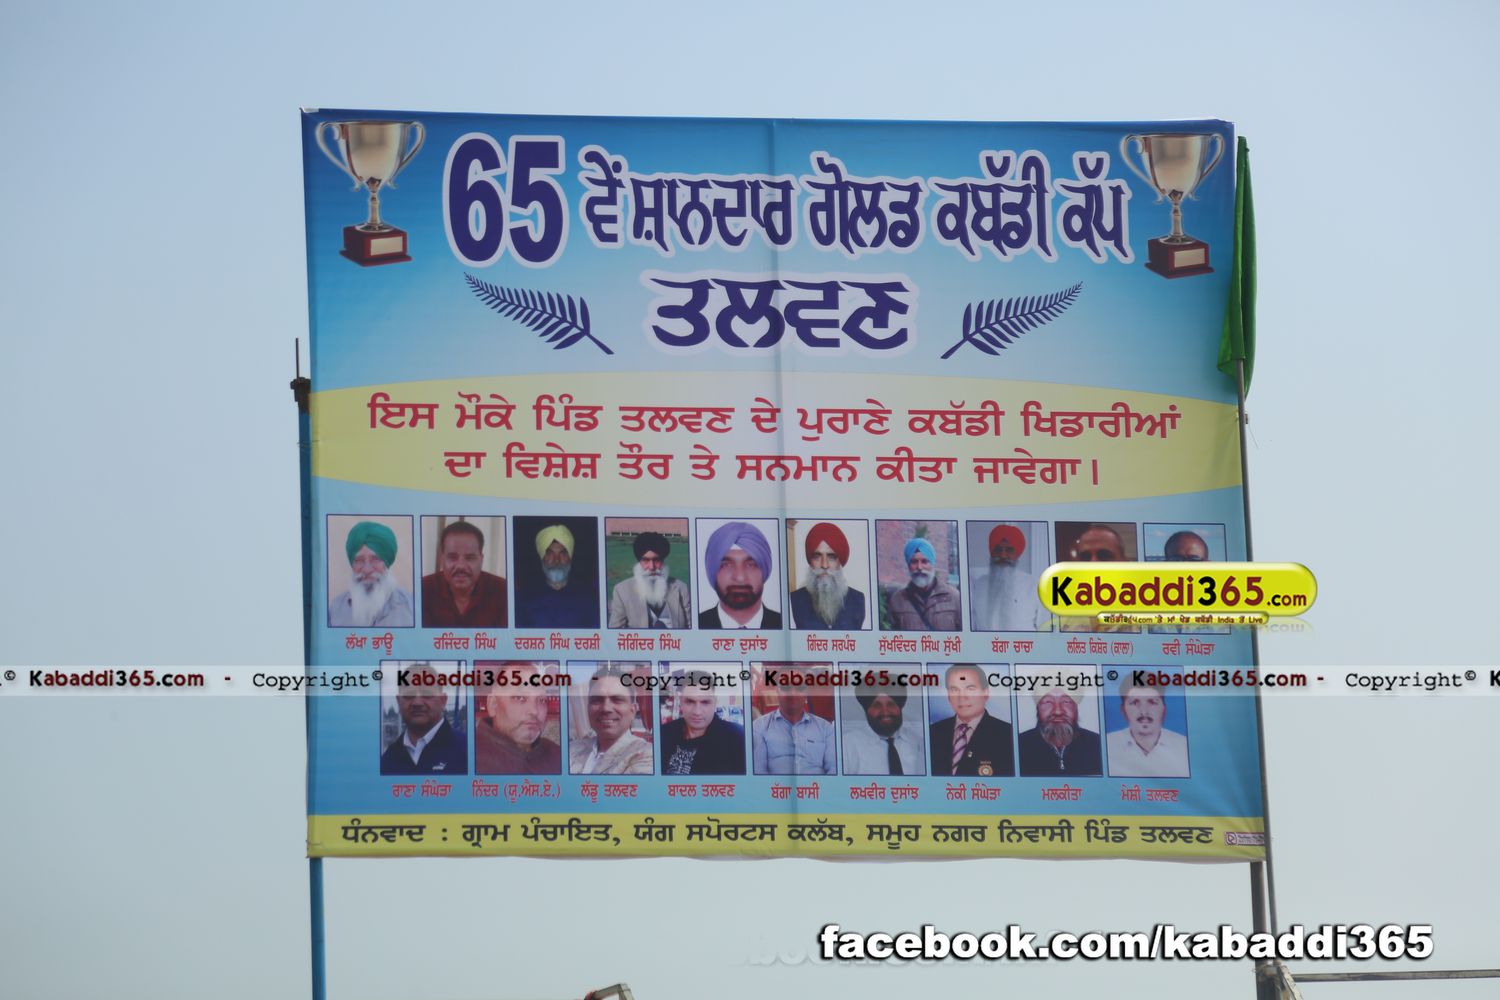 65 ਵੇਂ ਸ਼ਾਨਦਾਰ ਗੋਲਡ ਕਬੱਡੀ ਕੱਪ
ਤਲਵਣ
ਇਸ ਮੌਕੇ ਪਿੰਡ ਤਲਵਣ ਦੇ ਪੁਰਾਣੇ ਕਬੱਡੀ ਖਿਡਾਰੀਆਂ
ਦਾ ਵਿਸ਼ੇਸ਼ ਤੌਰ ਤੇ ਸਨਮਾਨ ਕੀਤਾ ਜਾਵੇਗਾ।
Kabaddi365.com
ਲੱਖਾ ਭਾਊ ਰਜਿੰਦਰ ਸਿੰਘ ਦਰਸ਼ਨ ਸਿੰਘ ਦਰਸ਼ੀ ਜੋਗਿੰਦਰ ਸਿੰਘ ਰਾਣਾ ਦੁਸਾਂਝ ਗਿੰਦਰ ਸਰਪੰਚ ਸੁੱਖਵਿੰਦਰ ਸਿੰਘ ਸੁੱਖੀ ਬੱਗਾ ਚਾਚਾ ਲਲਿਤ ਕਿਸ਼ੋਰ (ਕਾਲਾ) ਰਵੀ ਸੰਘੇੜਾ
© Kabaddi365.com - Copyright© Kabaddi365.com - Copyright© Kabaddi365.com - Copyright© Kabaddi365.com - Copyright© K
ਰਾਣਾ ਸੰਘੇੜਾ ਨਿੰਦਰ (ਯੂ.ਐਸ.ਏ.) ਲੱਡੂ ਤਲਵਣ ਬਾਦਲ ਤਲਵਣ ਬੱਗਾ ਬਾਸੀ ਲਖਵੀਰ ਦੁਸਾਂਝ ਨੇਕੀ ਸੰਘੇੜਾ ਮਲਕੀਤਾ ਮੇਸ਼ੀ ਤਲਵਣ
ਧੰਨਵਾਦ : ਗ੍ਰਾਮ ਪੰਚਾਇਤ, ਯੰਗ ਸਪੋਰਟਸ ਕਲੱਬ, ਸਮੂਹ ਨਗਰ ਨਿਵਾਸੀ ਪਿੰਡ ਤਲਵਣ
facebook.com/kabaddi365